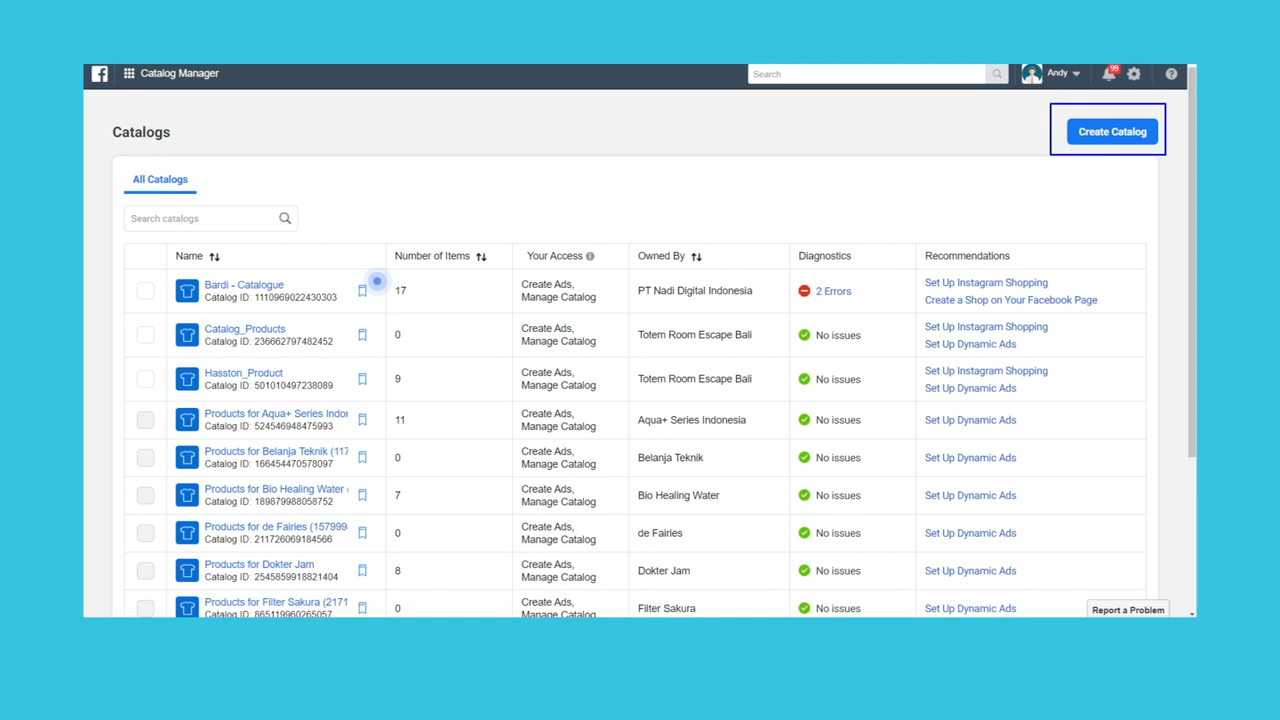 Catalog Manager
Search
Andy
99
Catalogs
Create Catalog
All Catalogs
Search catalogs
Name Number of Items Your Access Owned By Diagnostics Recommendations
Bardi - Catalogue
Catalog ID: 1110969022430303
17
Create Ads,
Manage Catalog
PT Nadi Digital Indonesia
2 Errors
Set Up Instagram Shopping
Create a Shop on Your Facebook Page
Catalog_Products
Catalog ID: 236662797482452
0
Create Ads,
Manage Catalog
Totem Room Escape Bali
No issues
Set Up Instagram Shopping
Set Up Dynamic Ads
Hasston_Product
Catalog ID: 501010497238089
9
Create Ads,
Manage Catalog
Totem Room Escape Bali
No issues
Set Up Instagram Shopping
Set Up Dynamic Ads
Products for Aqua+ Series Indor
Catalog ID: 524546948475993
11
Create Ads,
Manage Catalog
Aqua+ Series Indonesia
No issues
Set Up Dynamic Ads
Products for Belanja Teknik (117
Catalog ID: 166454470578097
0
Create Ads,
Manage Catalog
Belanja Teknik
No issues
Set Up Dynamic Ads
Products for Bio Healing Water (
Catalog ID: 189879988058752
7
Create Ads,
Manage Catalog
Bio Healing Water
No issues
Set Up Dynamic Ads
Products for de Fairies (157999
Catalog ID: 211726069184566
0
Create Ads,
Manage Catalog
de Fairies
No issues
Set Up Dynamic Ads
Products for Dokter Jam
Catalog ID: 2545859918821404
8
Create Ads,
Manage Catalog
Dokter Jam
No issues
Set Up Dynamic Ads
Products for Filter Sakura (2171
Catalog ID: 865119960265057
0
Create Ads,
Manage Catalog
Filter Sakura
No issues
Set Up Dynamic Ads
Report a Problem